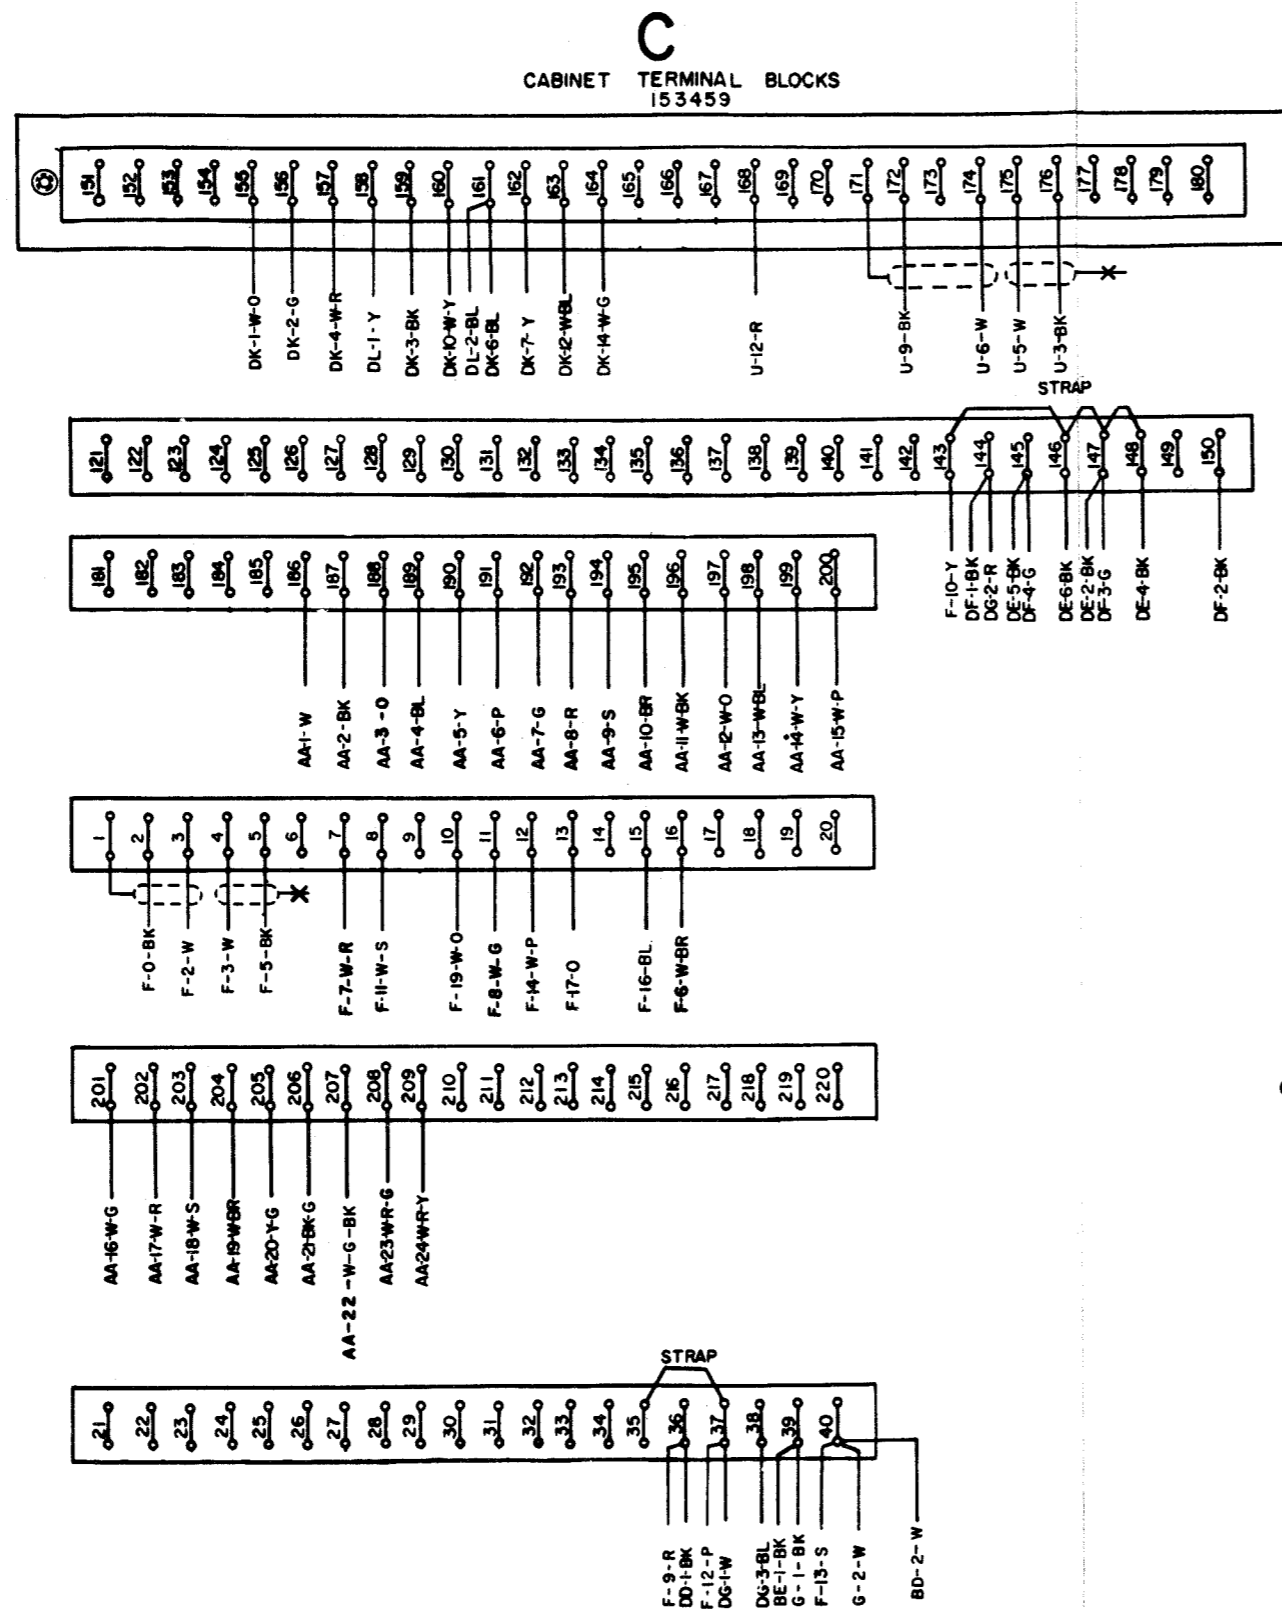 C
CABINET TERMINAL BLOCKS
153459
151 152 153 154 155 156 157 158 159 160 161 162 163 164 165 166 167 168 169 170 171 172 173 174 175 176 177 178 179 180
DK-1-W-O
DK-2-G
DK-4-W-R
DL-1-Y
DK-3-BK
DK-10-W-Y
DL-2-BL
DK-6-BL
DK-7-Y
DK-12-W-BL
DK-14-W-G
U-12-R
U-9-BK
U-6-W
U-5-W
U-3-BK
STRAP
121 122 123 124 125 126 127 128 129 130 131 132 133 134 135 136 137 138 139 140 141 142 143 144 145 146 147 148 149 150
F-10-Y
DF-1-BK
DG-2-R
DE-5-BK
DF-4-G
DE-6-BK
DE-2-BK
DF-3-G
DE-4-BK
DF-2-BK
181 182 183 184 185 186 187 188 189 190 191 192 193 194 195 196 197 198 199 200
AA-1-W
AA-2-BK
AA-3-O
AA-4-BL
AA-5-Y
AA-6-P
AA-7-G
AA-8-R
AA-9-S
AA-10-BR
AA-11-W-BK
AA-12-W-O
AA-13-W-BL
AA-14-W-Y
AA-15-W-P
1 2 3 4 5 6 7 8 9 10 11 12 13 14 15 16 17 18 19 20
F-0-BK
F-2-W
F-3-W
F-5-BK
F-7-W-R
F-11-W-S
F-19-W-O
F-8-W-G
F-14-W-P
F-17-O
F-16-BL
F-6-W-BR
201 202 203 204 205 206 207 208 209 210 211 212 213 214 215 216 217 218 219 220
AA-16-W-G
AA-17-W-R
AA-18-W-S
AA-19-W-BR
AA-20-Y-G
AA-21-BK-G
AA-22-W-G-BK
AA-23-W-R-G
AA-24-W-R-Y
STRAP
21 22 23 24 25 26 27 28 29 30 31 32 33 34 35 36 37 38 39 40
F-9-R
DD-1-BK
F-12-P
DG-1-W
DG-3-BL
BE-1-BK
G-1-BK
F-13-S
G-2-W
BD-2-W